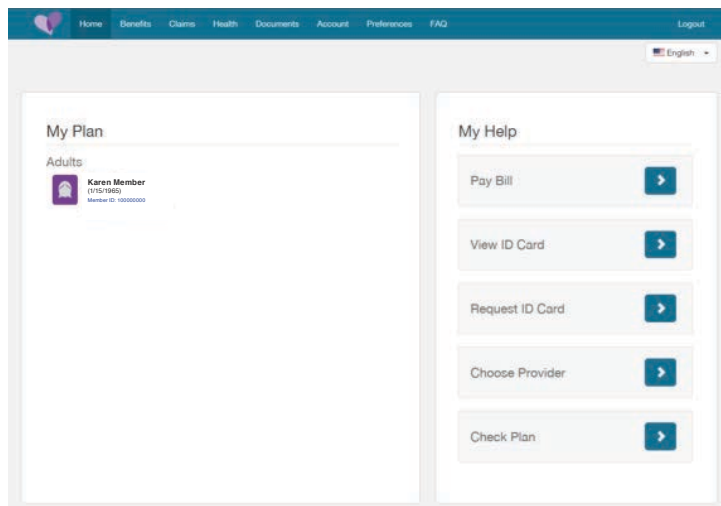 Home Benefits Claims Health Documents Account Preferences FAQ Logout
English
My Plan
Adults
Karen Member
(1/15/1965)
Member ID: 100000000
My Help
Pay Bill
View ID Card
Request ID Card
Choose Provider
Check Plan